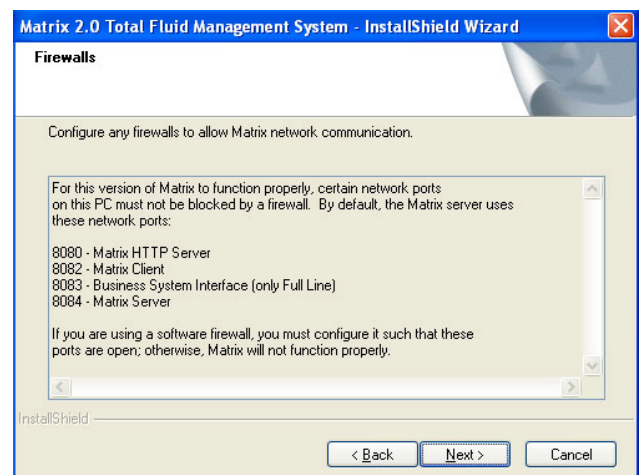 Matrix 2.0 Total Fluid Management System - InstallShield Wizard
Firewalls
Configure any firewalls to allow Matrix network communication.
For this version of Matrix to function properly, certain network ports
on this PC must not be blocked by a firewall. By default, the Matrix server uses
these network ports:
8080 - Matrix HTTP Server
8082 - Matrix Client
8083 - Business System Interface (only Full Line)
8084 - Matrix Server
If you are using a software firewall, you must configure it such that these
ports are open; otherwise, Matrix will not function properly.
InstallShield
< Back
Next >
Cancel